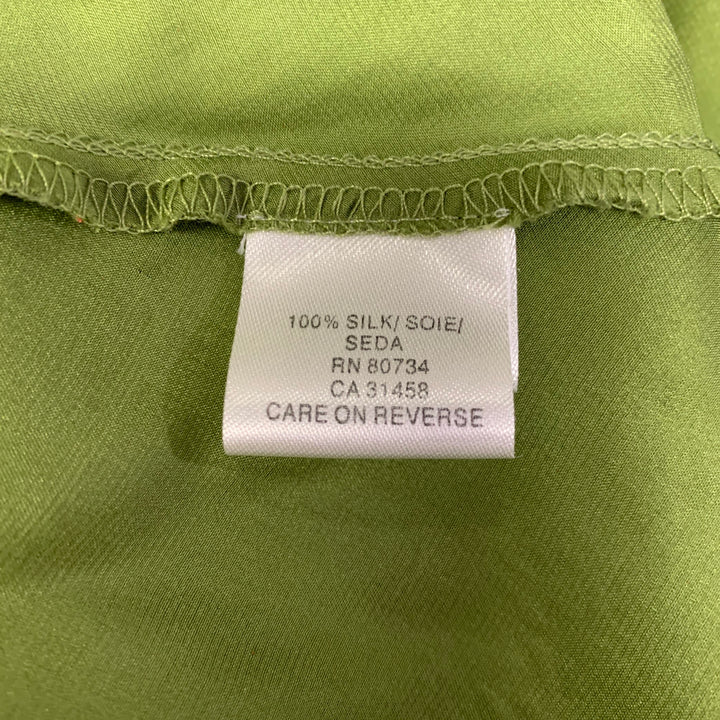 100% SILK/ SOIE/
SEDA
RN 80734
CA 31458
CARE ON REVERSE